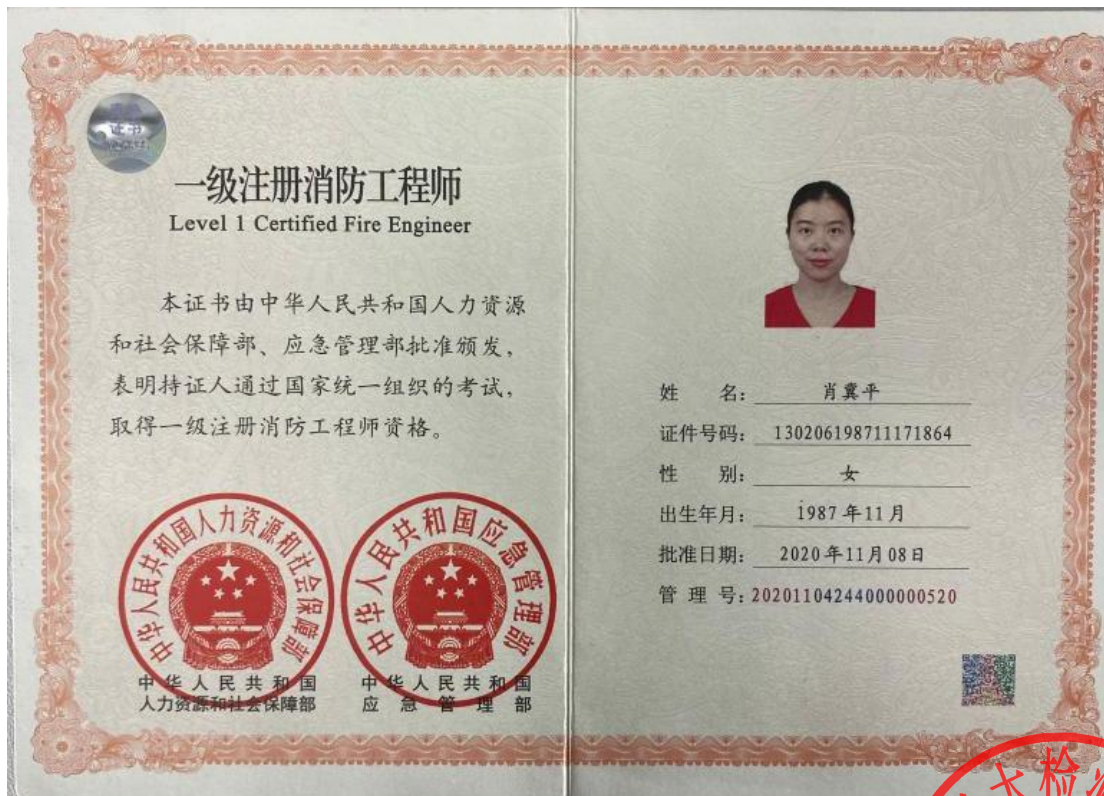 证书
一级注册消防工程师
Level 1 Certified Fire Engineer
本证书由中华人民共和国人力资源
和社会保障部、应急管理部批准颁发，
表明持证人通过国家统一组织的考试，
取得一级注册消防工程师资格。
中华人民共和国人力资源和社会保障部
中华人民共和国应急管理部
中华人民共和国
人力资源和社会保障部
中华人民共和国
应急管理部
姓 名： 肖冀平
证件号码： 130206198711171864
性 别： 女
出生年月： 1987年11月
批准日期： 2020年11月08日
管 理 号： 20201104244000000520
检